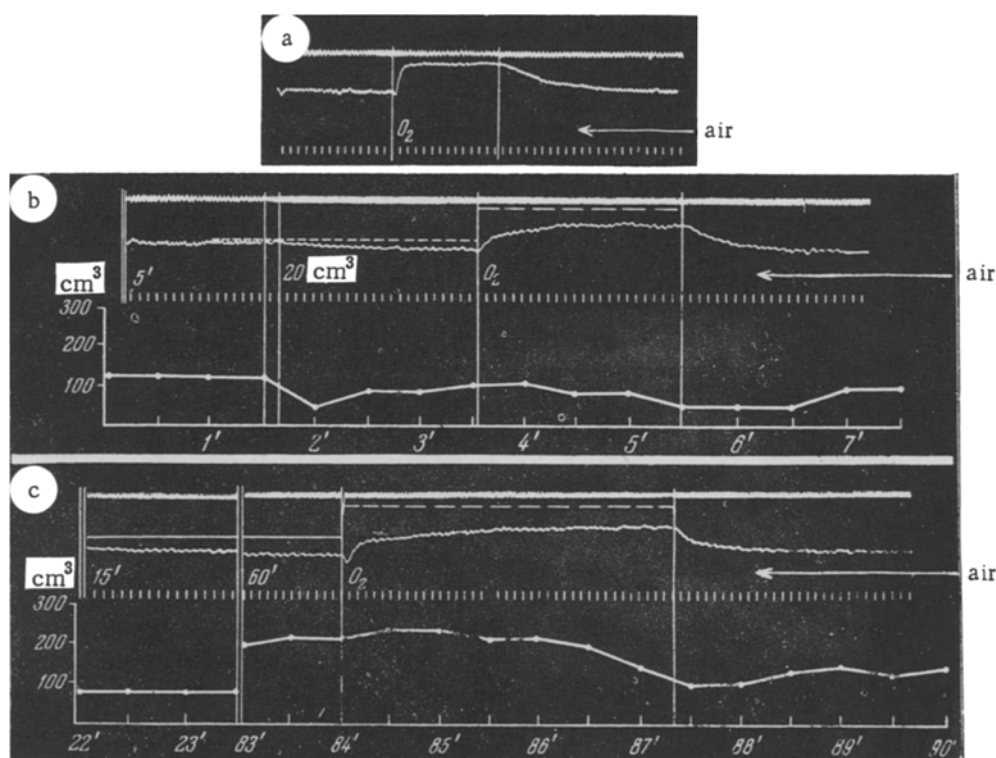 a
O₂
air
b
5'
20 cm³
O₂
air
cm³
300
200
100
1' 2' 3' 4' 5' 6' 7'
c
15'
60'
O₂
air
cm³
300
200
100
22' 23' 83' 84' 85' 86' 87' 88' 89' 90'